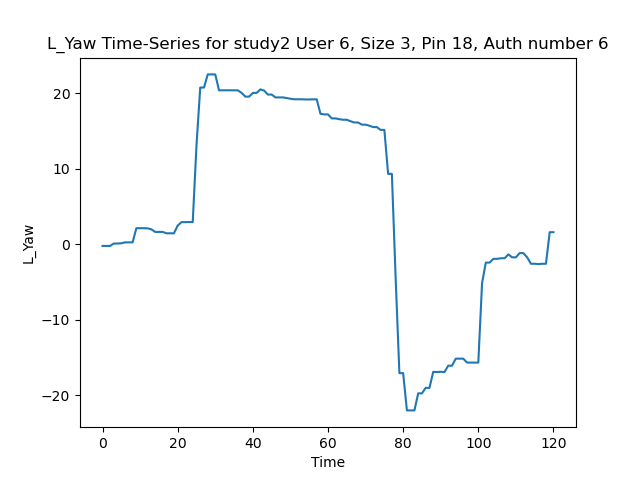 L_Yaw Time-Series for study2 User 6, Size 3, Pin 18, Auth number 6
20
10
0
−10
−20
L_Yaw
0 20 40 60 80 100 120
Time